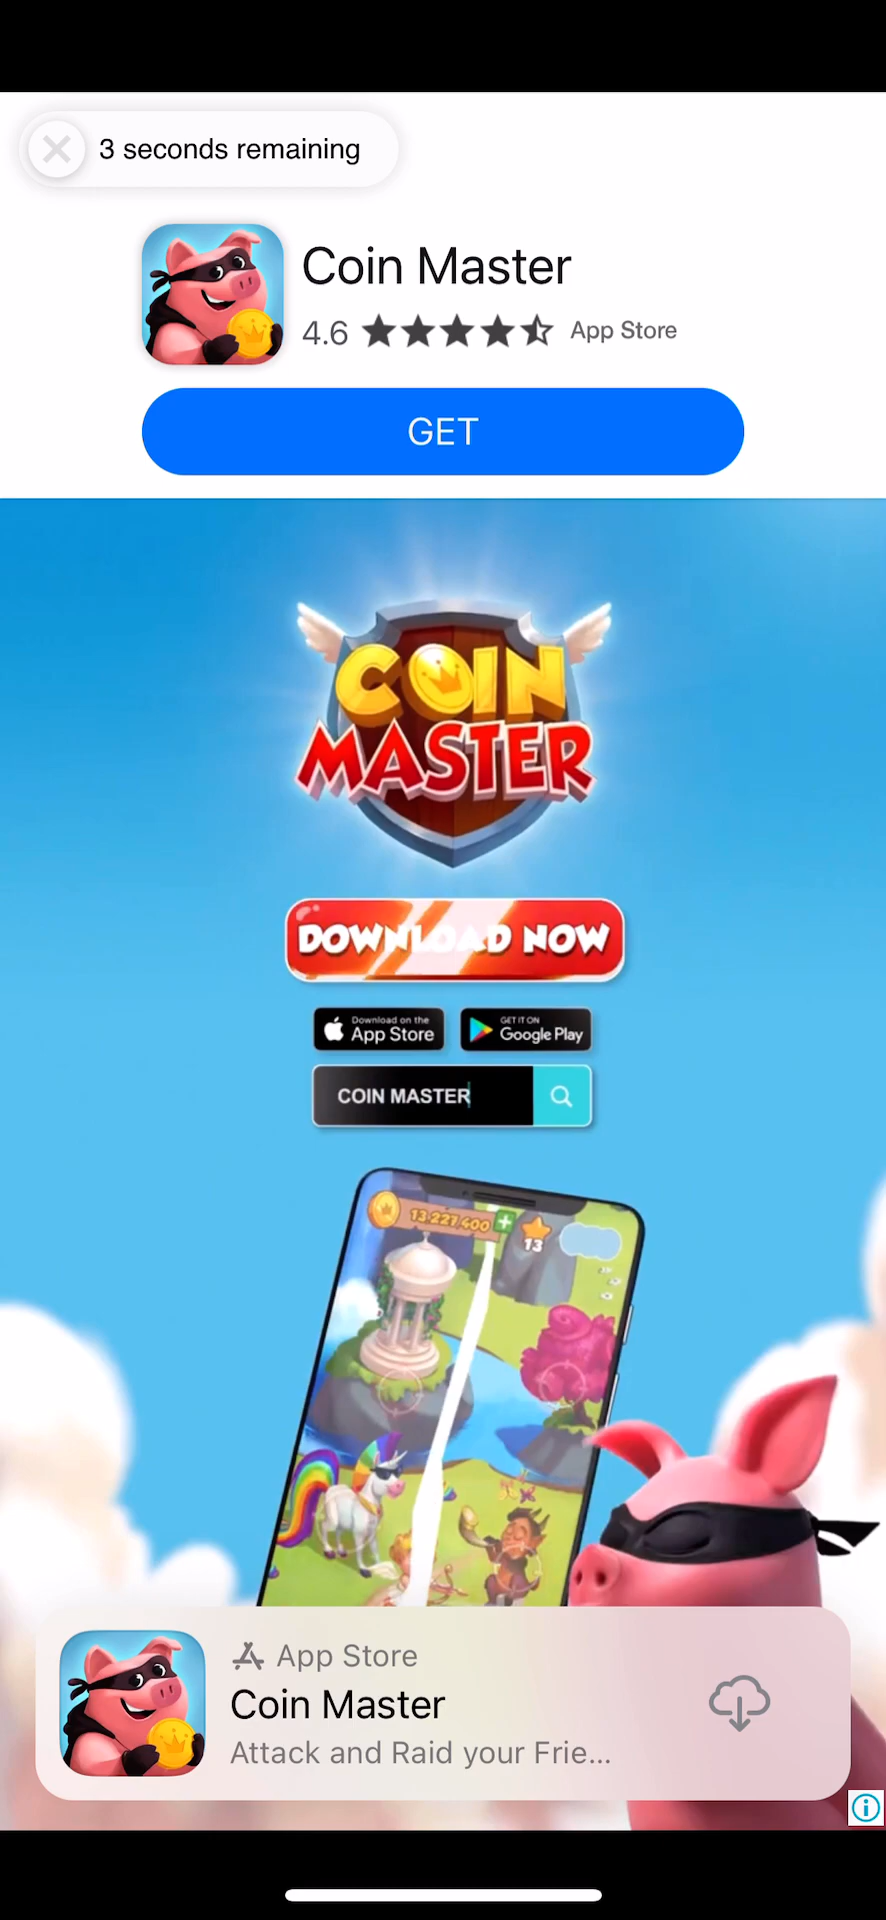 3 seconds remaining
Coin Master
4.6 App Store
GET
COIN
MASTER
DOWNLOAD NOW
Download on the
App Store
GET IT ON
Google Play
COIN MASTER
13,227,400
13
App Store
Coin Master
Attack and Raid your Frie...